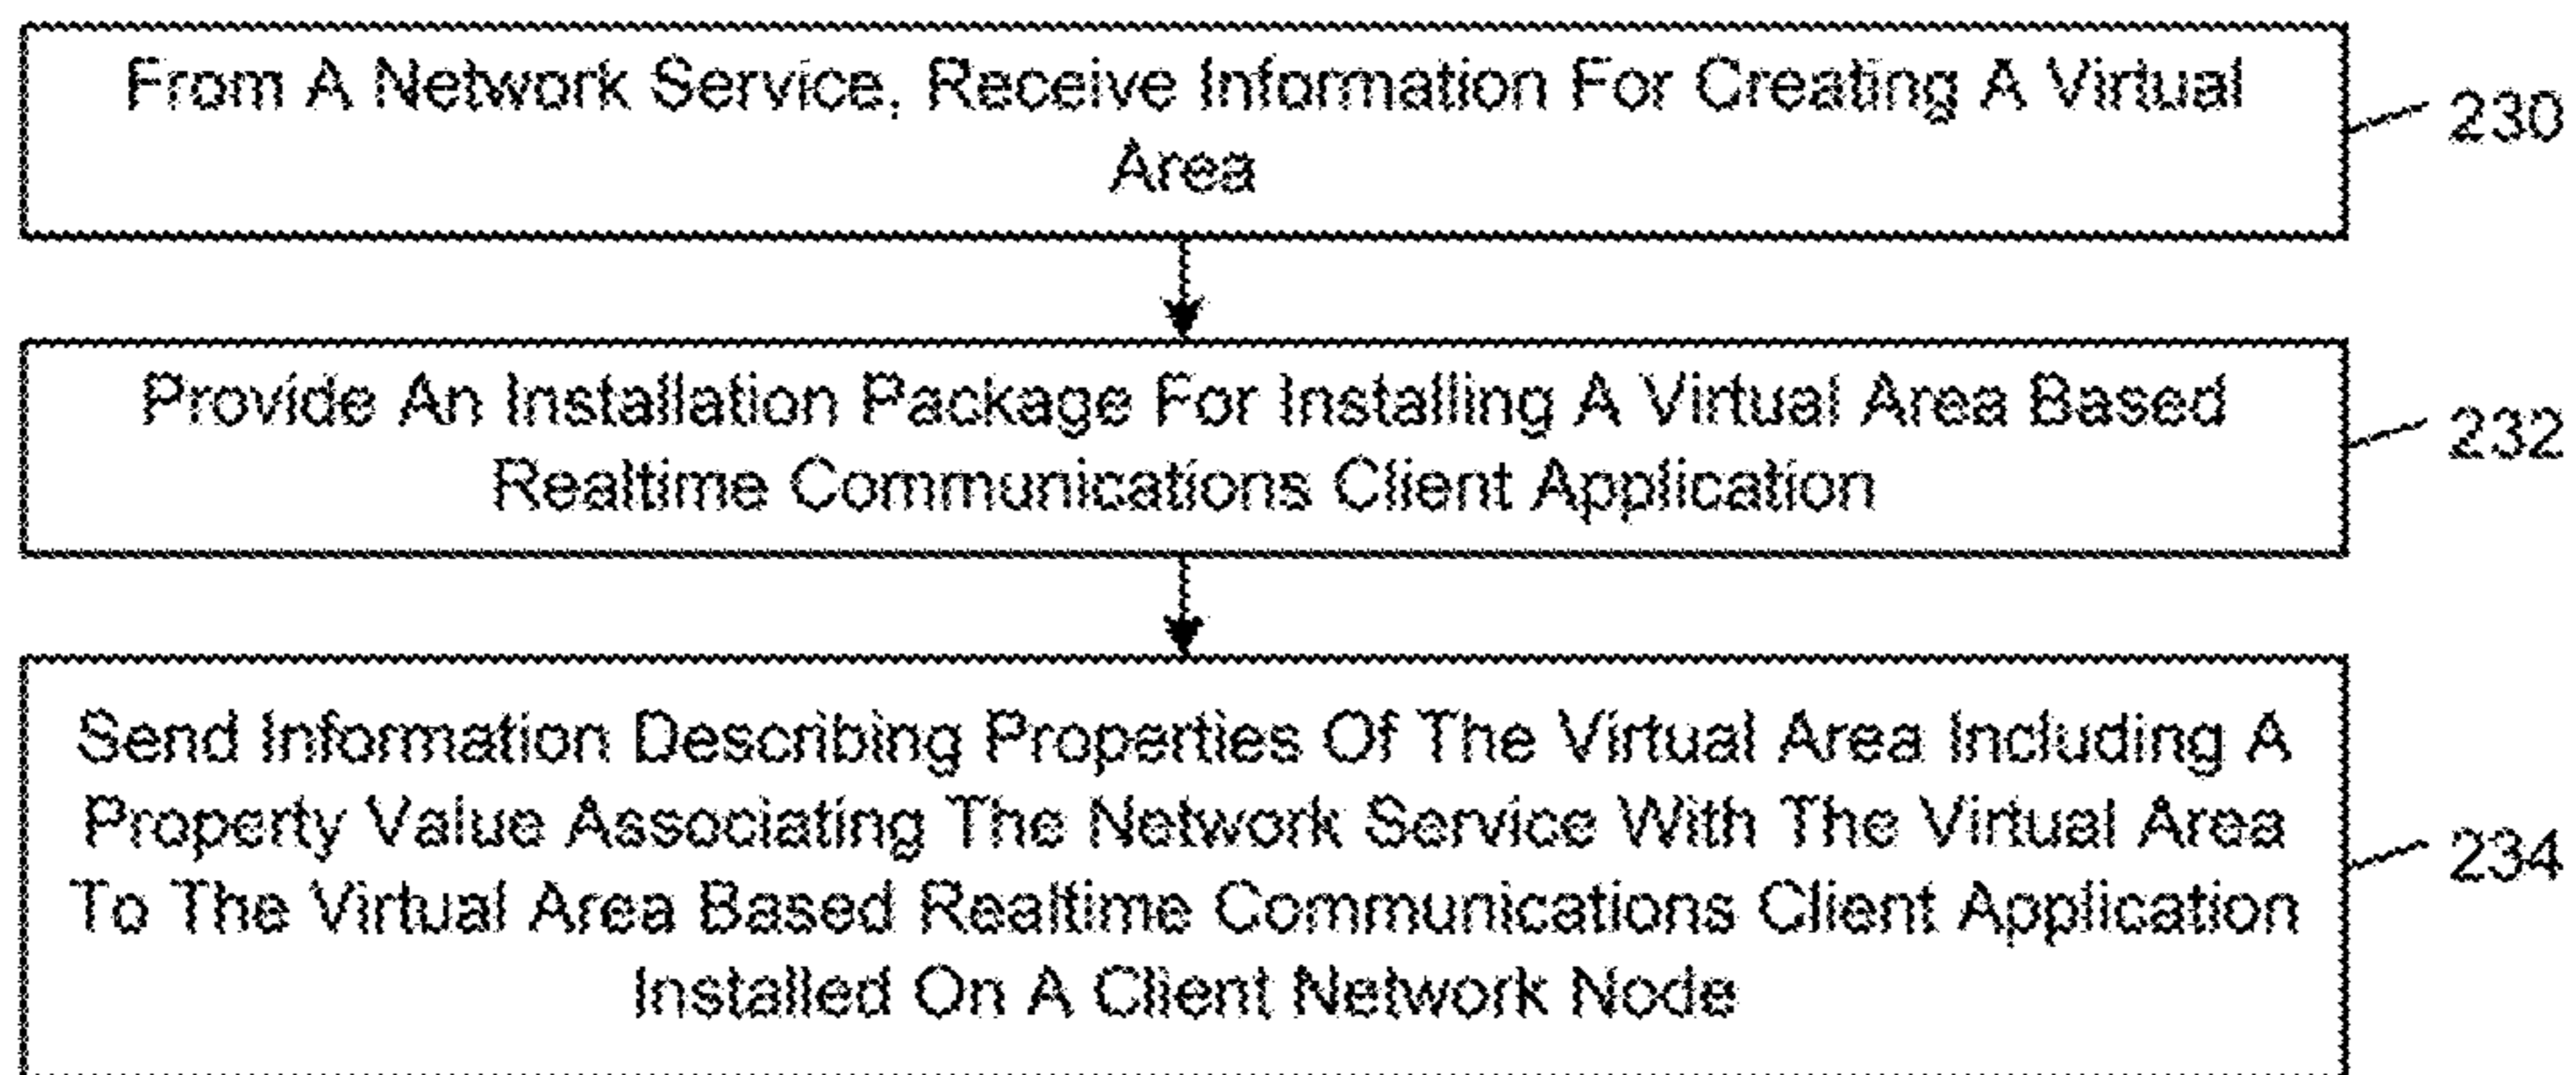 From A Network Service, Receive Information For Creating A Virtual
Area
230
Provide An Installation Package For Installing A Virtual Area Based
Realtime Communications Client Application
232
Send Information Describing Properties Of The Virtual Area Including A
Property Value Associating The Network Service With The Virtual Area
To The Virtual Area Based Realtime Communications Client Application
Installed On A Client Network Node
234